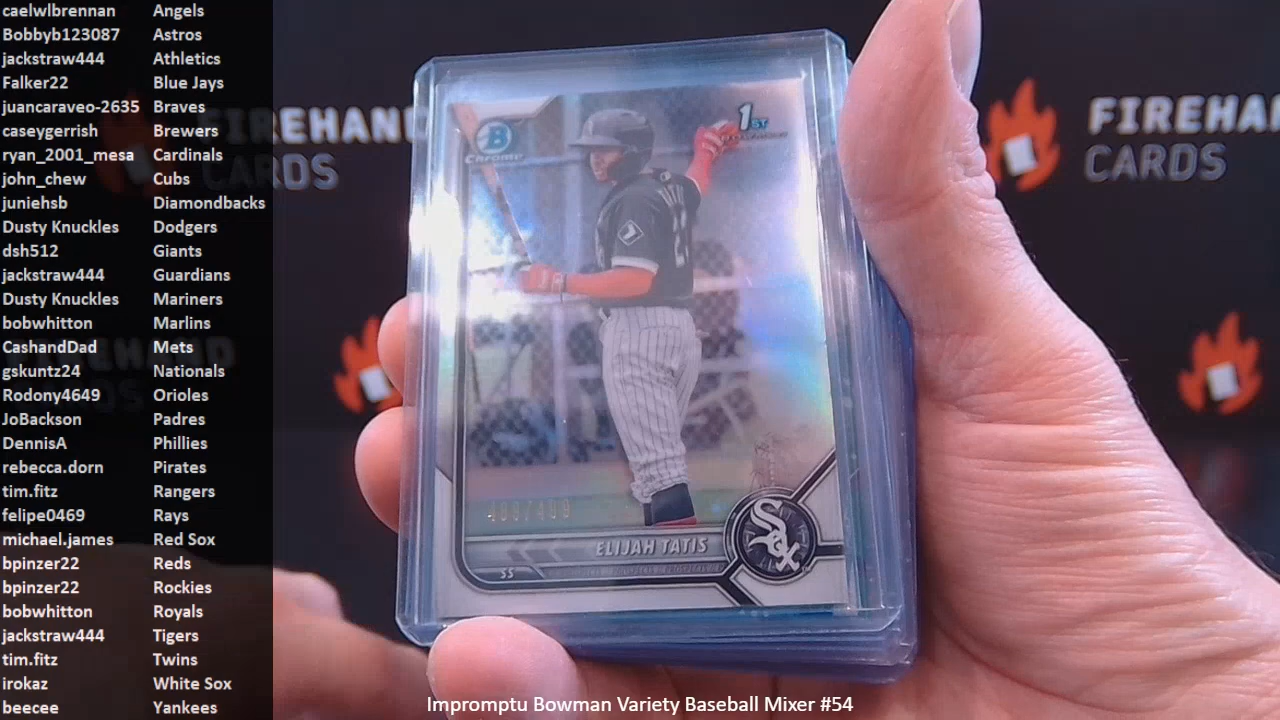 caelwlbrennan Angels
Bobbyb123087 Astros
jackstraw444 Athletics
Falker22 Blue Jays
juancaraveo-2635 Braves
caseygerrish Brewers
ryan_2001_mesa Cardinals
john_chew Cubs
juniehsb Diamondbacks
Dusty Knuckles Dodgers
dsh512 Giants
jackstraw444 Guardians
Dusty Knuckles Mariners
bobwhitton Marlins
CashandDad Mets
gskuntz24 Nationals
Rodony4649 Orioles
JoBackson Padres
DennisA Phillies
rebecca.dorn Pirates
tim.fitz Rangers
felipe0469 Rays
michael.james Red Sox
bpinzer22 Reds
bpinzer22 Rockies
bobwhitton Royals
jackstraw444 Tigers
tim.fitz Twins
irokaz White Sox
beecee Yankees
B
Chrome
1ST
BOWMAN
ELIJAH TATIS
SS
Sox
FIREHAND
CARDS
FIREHAND
CARDS
Impromptu Bowman Variety Baseball Mixer #54